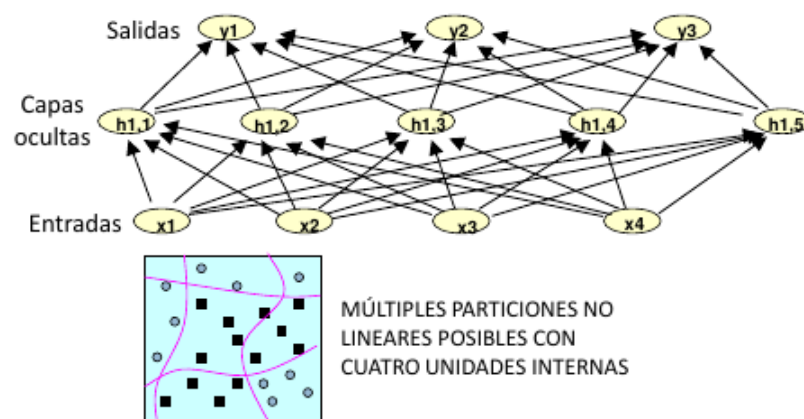 Salidas y1 y2 y3
Capas
ocultas
h1,1 h1,2 h1,3 h1,4 h1,5
Entradas x1 x2 x3 x4
MÚLTIPLES PARTICIONES NO
LINEARES POSIBLES CON
CUATRO UNIDADES INTERNAS